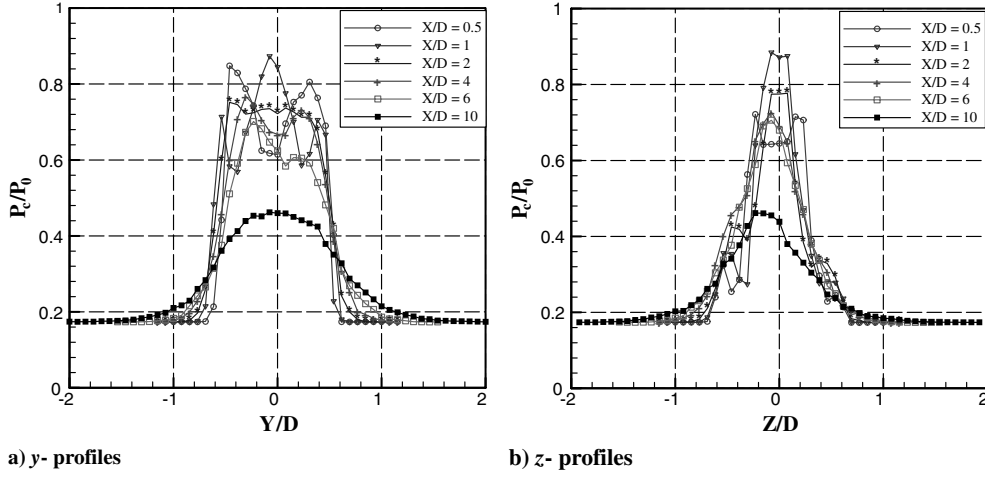 1
0.8
0.6
0.4
0.2
0
P_c/P_0
-2
-1
0
1
2
Y/D
X/D = 0.5
X/D = 1
X/D = 2
X/D = 4
X/D = 6
X/D = 10
a) y- profiles
1
0.8
0.6
0.4
0.2
0
P_c/P_0
-2
-1
0
1
2
Z/D
X/D = 0.5
X/D = 1
X/D = 2
X/D = 4
X/D = 6
X/D = 10
b) z- profiles